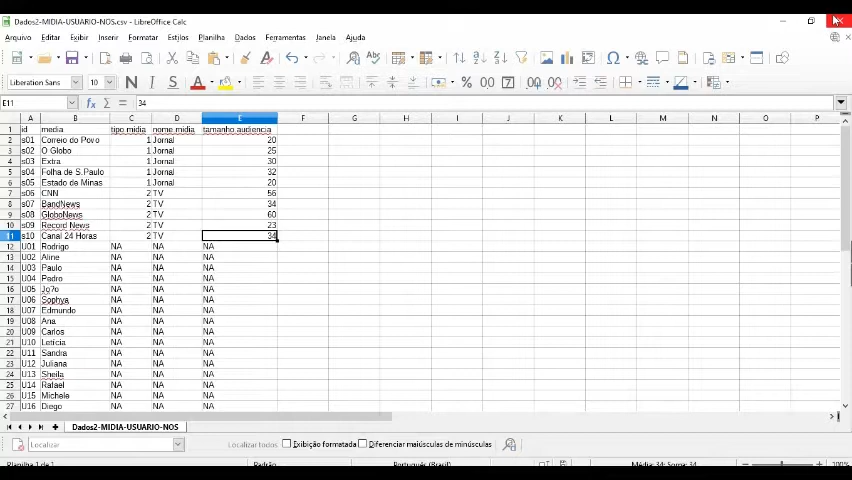 Dados2-MIDIA-USUARIO-NOS.csv - LibreOffice Calc
Arquivo Editar Exibir Inserir Formatar Estilos Planilha Dados Ferramentas Janela Ajuda
Liberation Sans 10
E11 34
A B C D E F G H I J K L M N O P
1 id media tipo.midia nome.midia tamanho.audiencia
2 s01 Correio do Povo 1 Jornal 20
3 s02 O Globo 1 Jornal 25
4 s03 Extra 1 Jornal 30
5 s04 Folha de S.Paulo 1 Jornal 32
6 s05 Estado de Minas 1 Jornal 20
7 s06 CNN 2 TV 56
8 s07 BandNews 2 TV 34
9 s08 GloboNews 2 TV 60
10 s09 Record News 2 TV 23
11 s10 Canal 24 Horas 2 TV 34
12 U01 Rodrigo NA NA NA
13 U02 Aline NA NA NA
14 U03 Paulo NA NA NA
15 U04 Pedro NA NA NA
16 U05 Jo?o NA NA NA
17 U06 Sophya NA NA NA
18 U07 Edmundo NA NA NA
19 U08 Ana NA NA NA
20 U09 Carlos NA NA NA
21 U10 Letícia NA NA NA
22 U11 Sandra NA NA NA
23 U12 Juliana NA NA NA
24 U13 Sheila NA NA NA
25 U14 Rafael NA NA NA
26 U15 Michele NA NA NA
27 U16 Diego NA NA NA
Dados2-MIDIA-USUARIO-NOS
Localizar Localizar todos Exibição formatada Diferenciar maiúsculas de minúsculas
Planilha 1 de 1 Padrão Português (Brasil) Média: 34; Soma: 34 100%